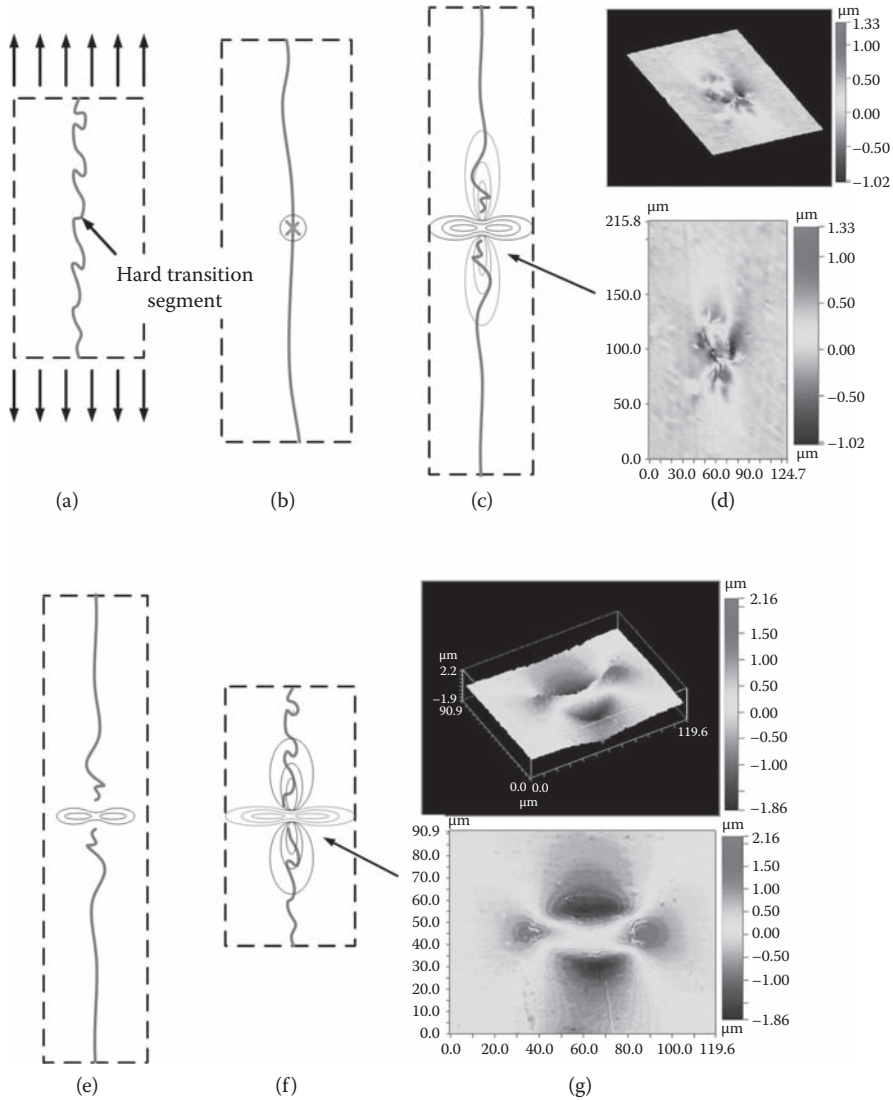 µm
1.33
1.00
0.50
0.00
−0.50
−1.02
Hard transition
segment
µm
215.8
150.0
100.0
50.0
0.0
0.0 30.0 60.0 90.0 124.7
1.33
1.00
0.50
0.00
−0.50
−1.02
µm
(a)
(b)
(c)
(d)
µm
2.16
1.50
1.00
0.50
0.00
−0.50
−1.00
−1.86
µm
2.2
−1.9
90.9
0.0 0.0
µm
119.6
µm
90.9
80.0
70.0
60.0
50.0
40.0
30.0
20.0
10.0
0.0
0.0 20.0 40.0 60.0 80.0 100.0 119.6
2.16
1.50
1.00
0.50
0.00
−0.50
−1.00
−1.86
µm
(e)
(f)
(g)